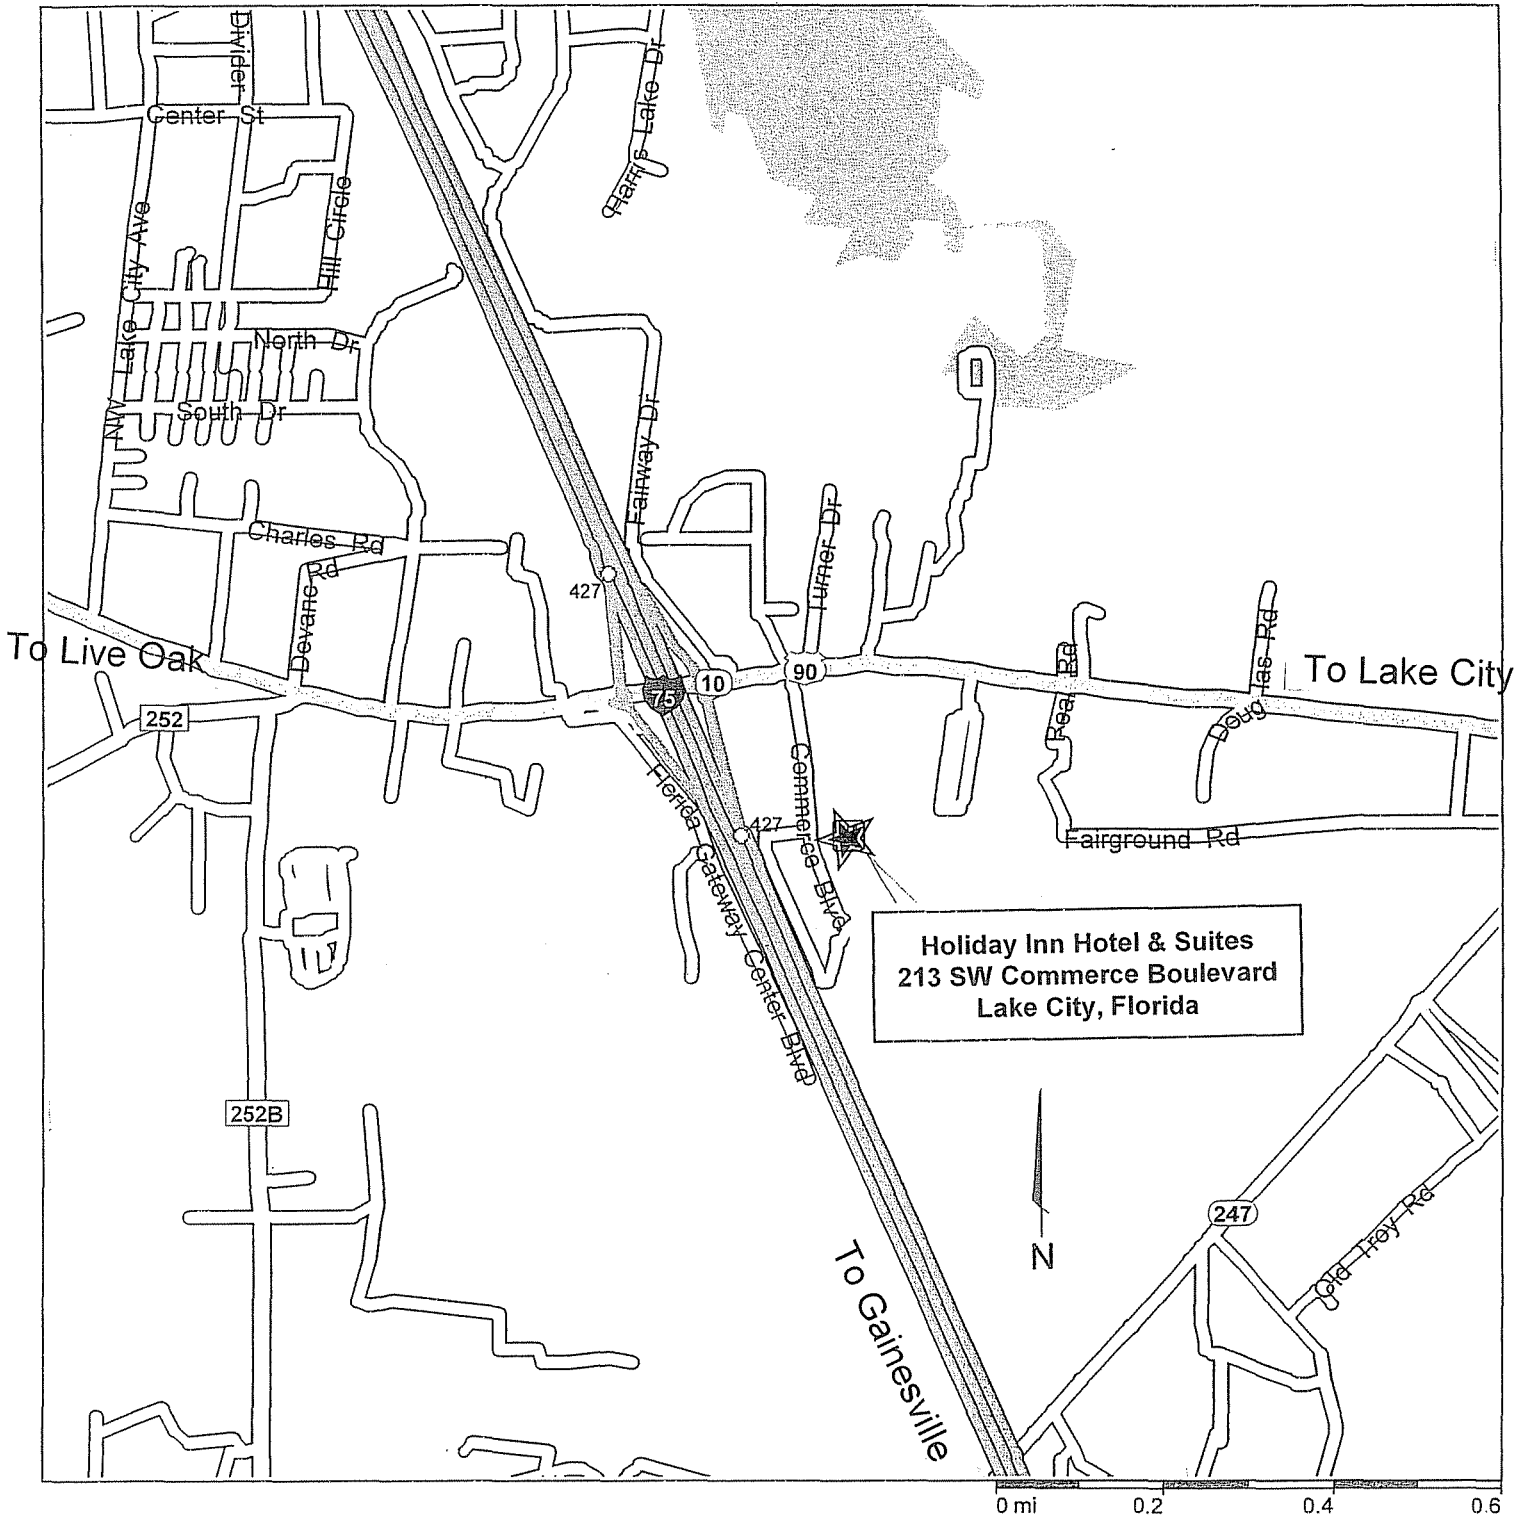 Divider
Center St
Harris Lake Dr
Hill Circle
NW Lake City Ave
North Dr
South Dr
Fairway Dr
Charles Rd
Devane Rd
Turner Dr
427
To Live Oak
To Lake City
75
10
90
252
Douglas Rd
Florida Gateway Center Blvd
Commerce Blvd
427
Fairground Rd
Holiday Inn Hotel & Suites
213 SW Commerce Boulevard
Lake City, Florida
252B
N
247
Old Troy Rd
To Gainesville
0 mi 0.2 0.4 0.6